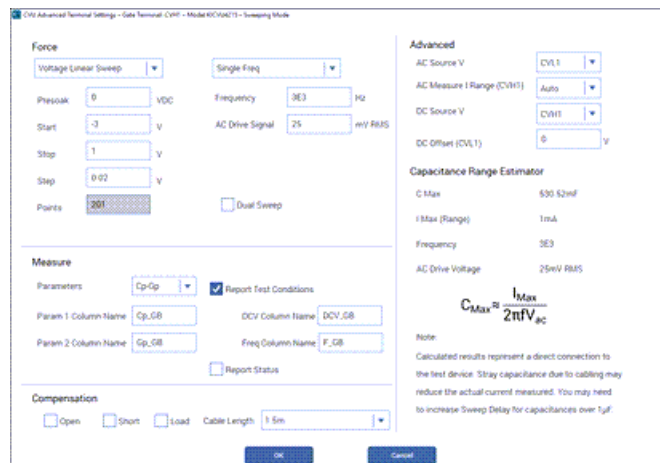 CVU Advanced Terminal Settings - Gate Terminal: CVH1 - Model KICVU4215 - Sweeping Mode
Force
Voltage Linear Sweep
Single Freq
Presoak 0 VDC
Frequency 3E3 Hz
Start -3 V
AC Drive Signal 25 mV RMS
Stop 1 V
Step 0.02 V
Points 201
Dual Sweep
Measure
Parameters Cp-Gp
Report Test Conditions
Param 1 Column Name Cp_GB
DCV Column Name DCV_GB
Param 2 Column Name Gp_GB
Freq Column Name F_GB
Report Status
Compensation
Open Short Load Cable Length 1.5m
OK Cancel
Advanced
AC Source V CVL1
AC Measure I Range (CVH1) Auto
DC Source V CVH1
DC Offset (CVL1) 0 V
Capacitance Range Estimator
C Max 530.52nF
I Max (Range) 1mA
Frequency 3E3
AC Drive Voltage 25mV RMS
CMax ≈ IMax / 2πfVac
Note:
Calculated results represent a direct connection to
the test device. Stray capacitance due to cabling may
reduce the actual current measured. You may need
to increase Sweep Delay for capacitances over 1µF.